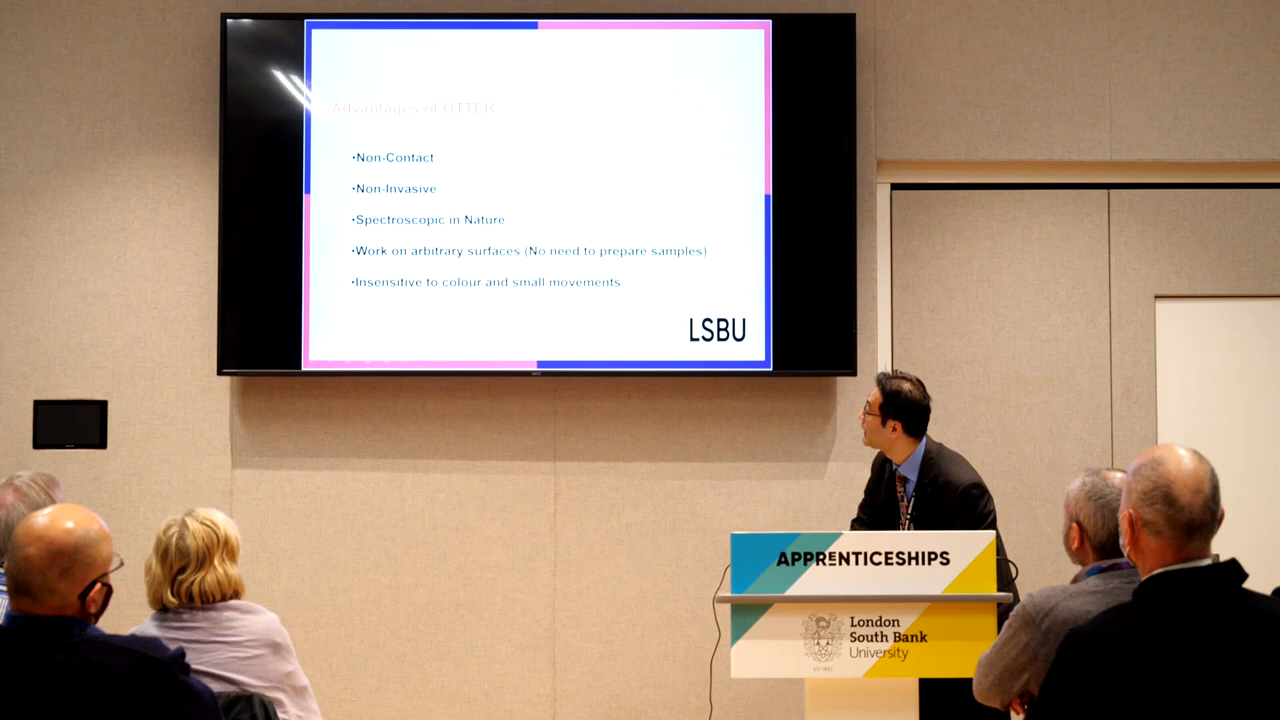 Advantages of OTTER
•Non-Contact
•Non-Invasive
•Spectroscopic in Nature
•Work on arbitrary surfaces (No need to prepare samples)
•Insensitive to colour and small movements
LSBU
APPRENTICESHIPS
London
South Bank
University